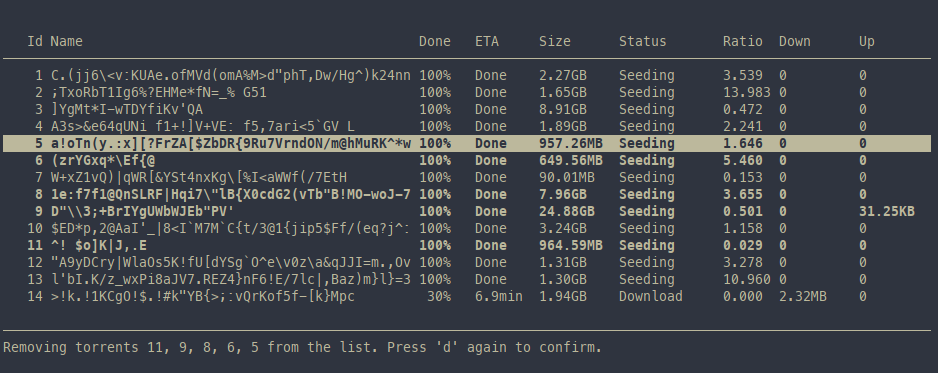 Id Name Done ETA Size Status Ratio Down Up
1 C.(jj6\<v:KUAe.ofMVd(omA%M>d"phT,Dw/Hg^)k24nn 100% Done 2.27GB Seeding 3.539 0 0
2 ;TxoRbT1Ig6%?EHMe*fN=_% G51 100% Done 1.65GB Seeding 13.983 0 0
3 ]YgMt*I-wTDYfiKv'QA 100% Done 8.91GB Seeding 0.472 0 0
4 A3s>&e64qUNi f1+!]V+VE: f5,7ari<5`GV L 100% Done 1.89GB Seeding 2.241 0 0
5 a!oTn(y.:x][?FrZA[$ZbDR{9Ru7VrndON/m@hMuRK^*w 100% Done 957.26MB Seeding 1.646 0 0
6 (zrYGxq*\Ef{@ 100% Done 649.56MB Seeding 5.460 0 0
7 W+xZ1vQ)|qWR[&YSt4nxKg\[%I<aWWf(/7EtH 100% Done 90.01MB Seeding 0.153 0 0
8 1e:f7f1@QnSLRF|Hqi7\"lB{X0cdG2(vTb"B!MO-woJ-7 100% Done 7.96GB Seeding 3.655 0 0
9 D"\\3;+BrIYgUWbWJEb"PV' 100% Done 24.88GB Seeding 0.501 0 31.25KB
10 $ED*p,2@AaI'_|8<I`M7M`C{t/3@1{jip5$Ff/(eq?j^: 100% Done 3.24GB Seeding 1.158 0 0
11 ^! $o]K|J,.E 100% Done 964.59MB Seeding 0.029 0 0
12 "A9yDCry|WlaOs5K!fU[dYSg`O^e\v0z\a&qJJI=m.,Ov 100% Done 1.31GB Seeding 3.278 0 0
13 l'bI.K/z_wxPi8aJV7.REZ4}nF6!E/7lc|,Baz)m}l}=3 100% Done 1.30GB Seeding 10.960 0 0
14 >!k.!1KCgO!$.!#k"YB{>;:vQrKof5f-[k}Mpc 30% 6.9min 1.94GB Download 0.000 2.32MB 0
Removing torrents 11, 9, 8, 6, 5 from the list. Press 'd' again to confirm.